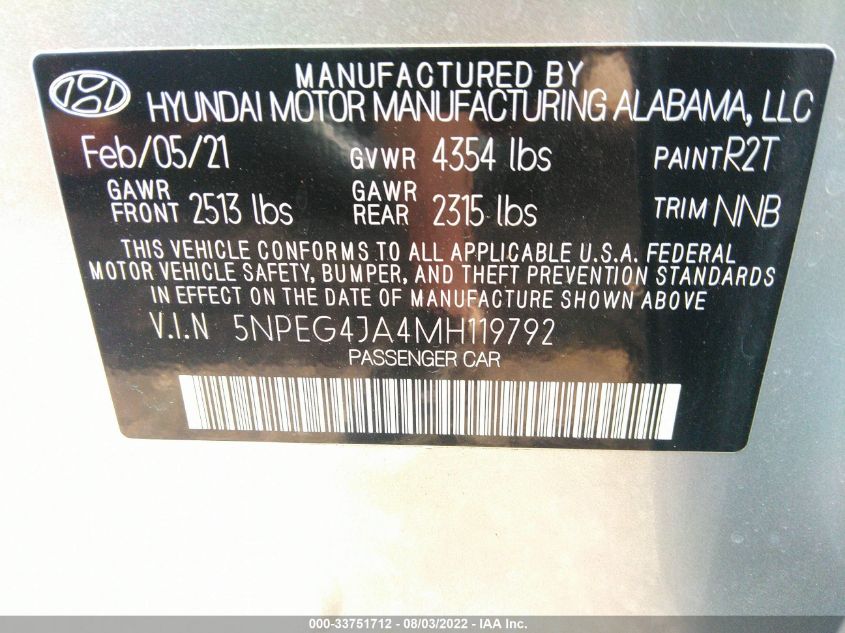 MANUFACTURED BY
HYUNDAI MOTOR MANUFACTURING ALABAMA, LLC
Feb/05/21 GVWR 4354 lbs PAINT R2T
GAWR FRONT 2513 lbs GAWR REAR 2315 lbs TRIM NNB
THIS VEHICLE CONFORMS TO ALL APPLICABLE U.S.A. FEDERAL
MOTOR VEHICLE SAFETY, BUMPER, AND THEFT PREVENTION STANDARDS
IN EFFECT ON THE DATE OF MANUFACTURE SHOWN ABOVE
V.I.N 5NPEG4JA4MH119792
PASSENGER CAR
000-33751712 - 08/03/2022 - IAA Inc.